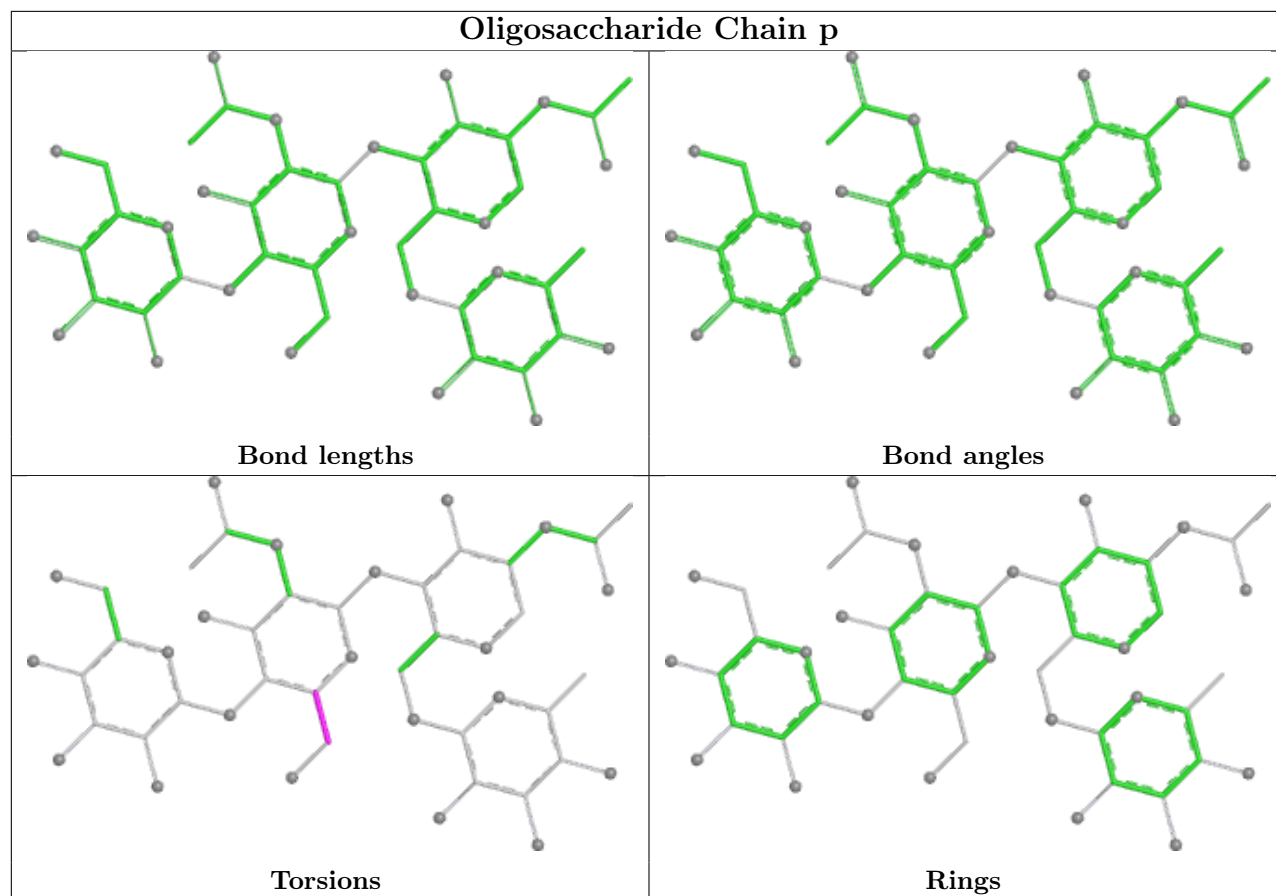 Oligosaccharide Chain p
Bond lengths
Bond angles
Torsions
Rings